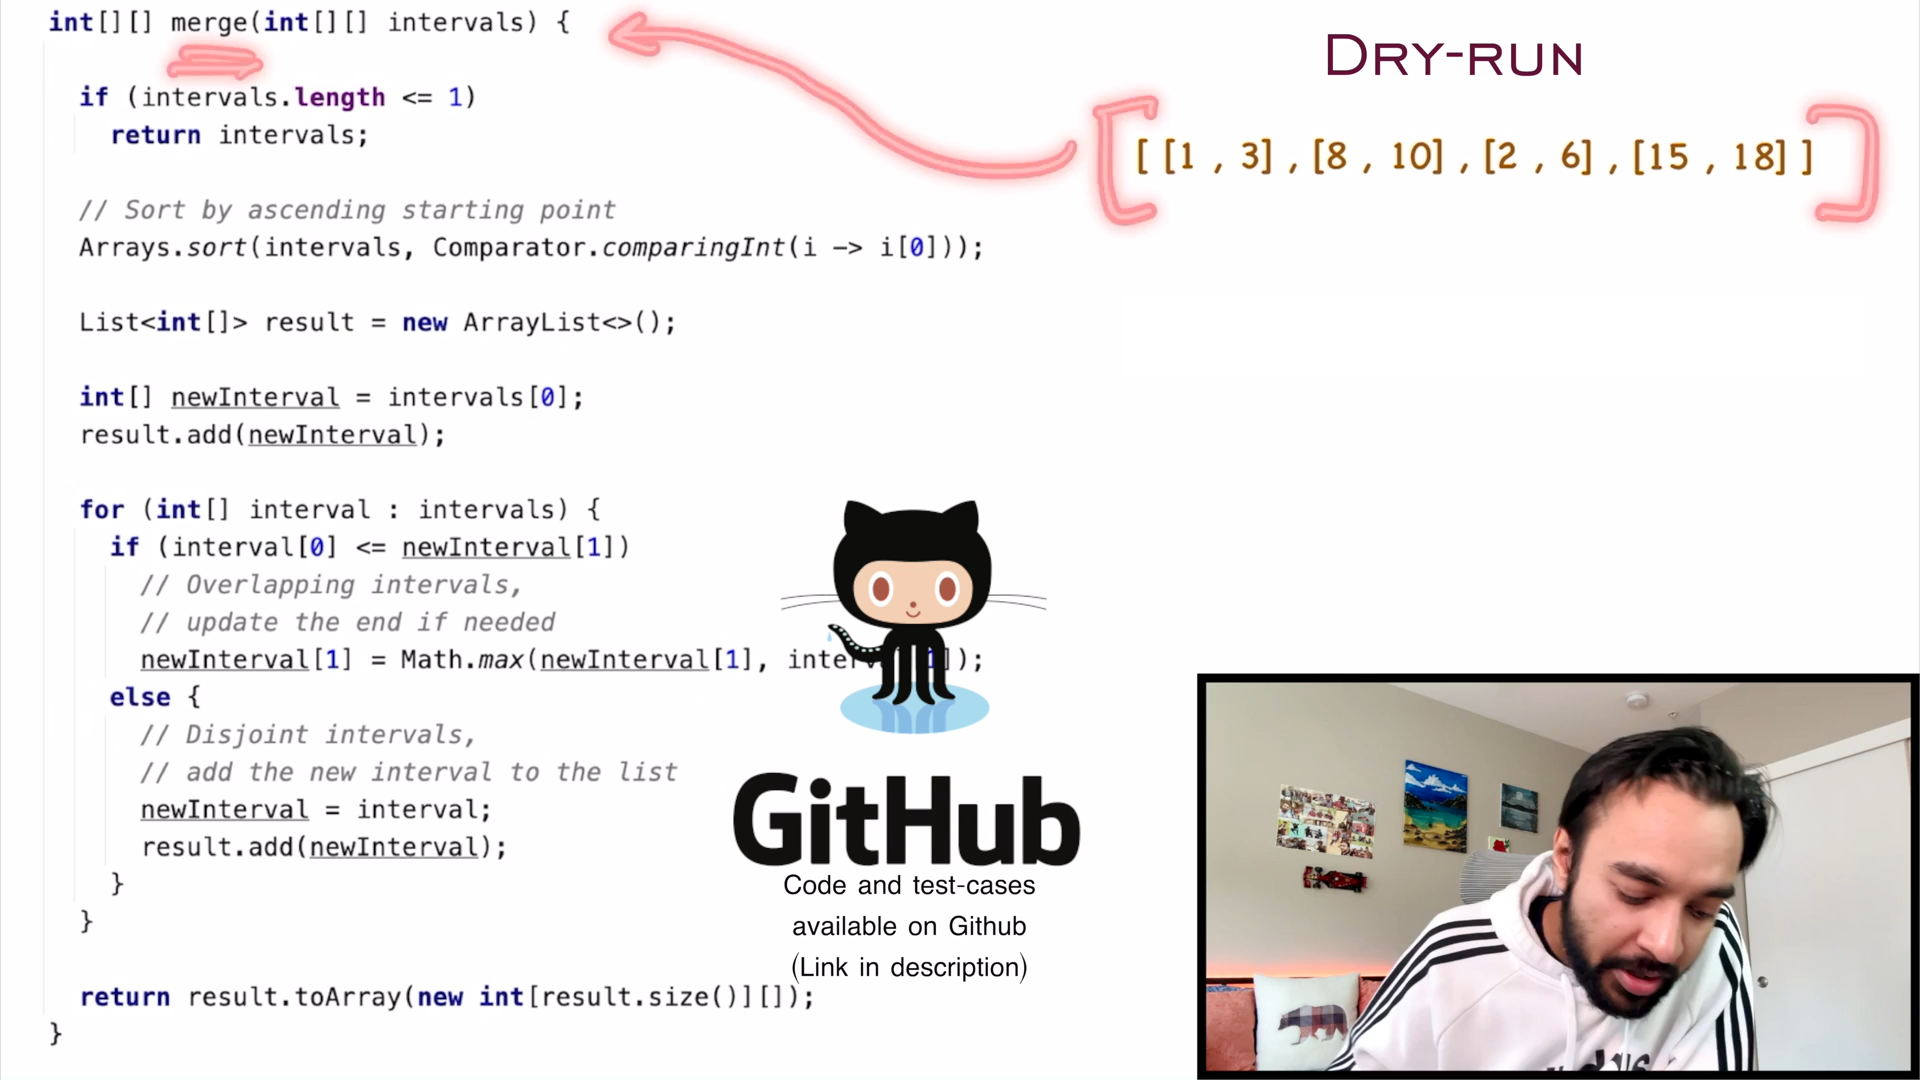 int[][] merge(int[][] intervals) {
if (intervals.length <= 1)
return intervals;
// Sort by ascending starting point
Arrays.sort(intervals, Comparator.comparingInt(i -> i[0]));
List<int[]> result = new ArrayList<>();
int[] newInterval = intervals[0];
result.add(newInterval);
for (int[] interval : intervals) {
if (interval[0] <= newInterval[1])
// Overlapping intervals,
// update the end if needed
newInterval[1] = Math.max(newInterval[1], inter 1]);
else {
// Disjoint intervals,
// add the new interval to the list
newInterval = interval;
result.add(newInterval);
}
}
return result.toArray(new int[result.size()][]);
}
DRY-RUN
[ [1 , 3] , [8 , 10] , [2 , 6] , [15 , 18] ]
GitHub
Code and test-cases
available on Github
(Link in description)